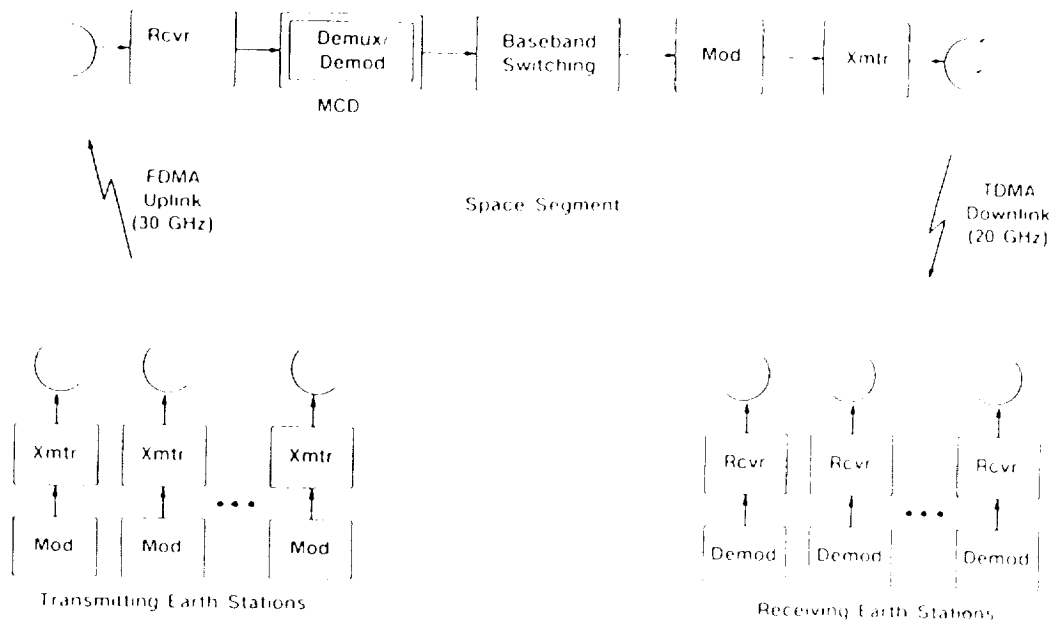 Rcvr
Demux/
Demod
MCD
Baseband
Switching
Mod
Xmtr
FDMA
Uplink
(30 GHz)
Space Segment
TDMA
Downlink
(20 GHz)
Xmtr
Xmtr
Xmtr
Mod
Mod
Mod
Transmitting Earth Stations
Rcvr
Rcvr
Rcvr
Demod
Demod
Demod
Receiving Earth Stations